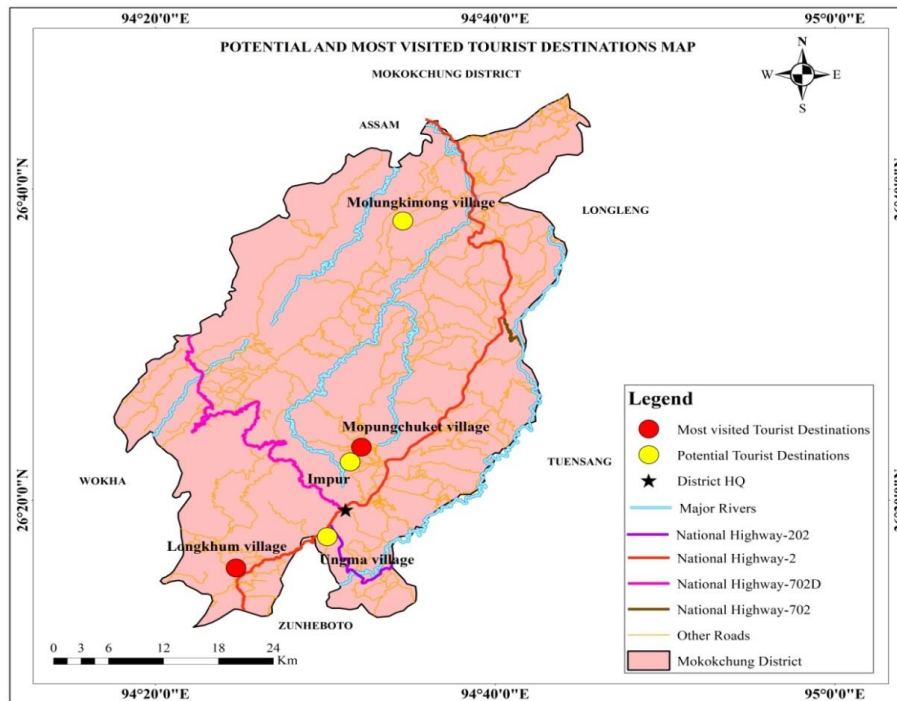 94°20'0"E 94°40'0"E 95°0'0"E
POTENTIAL AND MOST VISITED TOURIST DESTINATIONS MAP
MOKOKCHUNG DISTRICT
N
W E
S
ASSAM
26°40'0"N
Molungkimong village
LONGLENG
Mopungchuket village
Impur
TUENSANG
WOKHA
26°20'0"N
Longkhum village
Ungma village
ZUNHEBOTO
0 3 6 12 18 24
Km
Legend
Most visited Tourist Destinations
Potential Tourist Destinations
District HQ
Major Rivers
National Highway-202
National Highway-2
National Highway-702D
National Highway-702
Other Roads
Mokokchung District
94°20'0"E 94°40'0"E 95°0'0"E